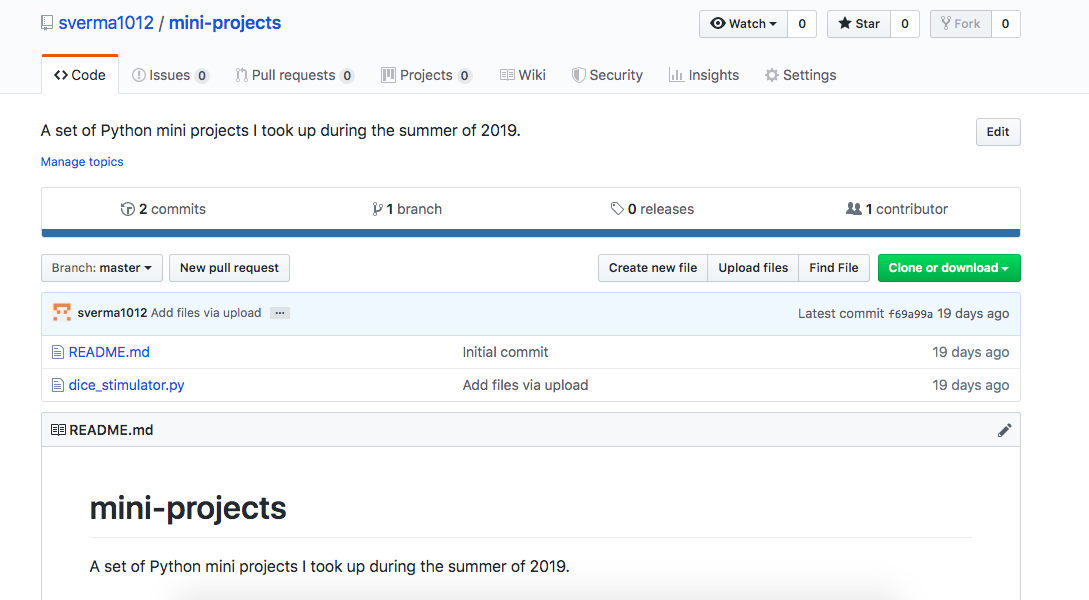 sverma1012 / mini-projects
Watch 0 Star 0 Fork 0
Code Issues 0 Pull requests 0 Projects 0 Wiki Security Insights Settings
A set of Python mini projects I took up during the summer of 2019.
Edit
Manage topics
2 commits 1 branch 0 releases 1 contributor
Branch: master New pull request Create new file Upload files Find File Clone or download
sverma1012 Add files via upload ... Latest commit f69a99a 19 days ago
README.md Initial commit 19 days ago
dice_stimulator.py Add files via upload 19 days ago
README.md
mini-projects
A set of Python mini projects I took up during the summer of 2019.